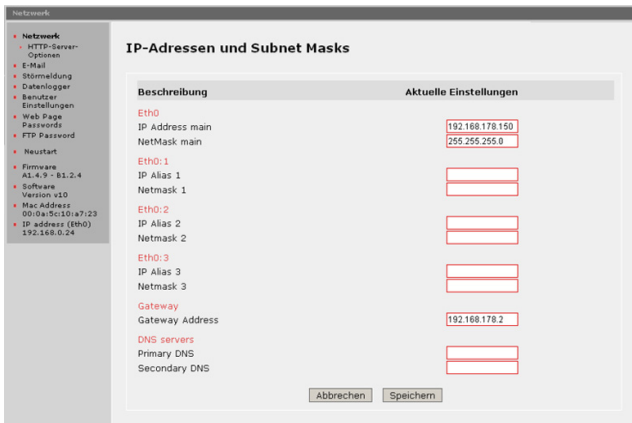 Netzwerk
Netzwerk
HTTP-Server-
Optionen
E-Mail
Störmeldung
Datenlogger
Benutzer
Einstellungen
Web Page
Passwords
FTP Password
Neustart
Firmware
A1.4.9 - B1.2.4
Software
Version v10
Mac Address
00:0a:5c:10:a7:23
IP address (Eth0)
192.168.0.24
IP-Adressen und Subnet Masks
Beschreibung Aktuelle Einstellungen
Eth0
IP Address main 192.168.178.150
NetMask main 255.255.255.0
Eth0:1
IP Alias 1
Netmask 1
Eth0:2
IP Alias 2
Netmask 2
Eth0:3
IP Alias 3
Netmask 3
Gateway
Gateway Address 192.168.178.2
DNS servers
Primary DNS
Secondary DNS
Abbrechen Speichern